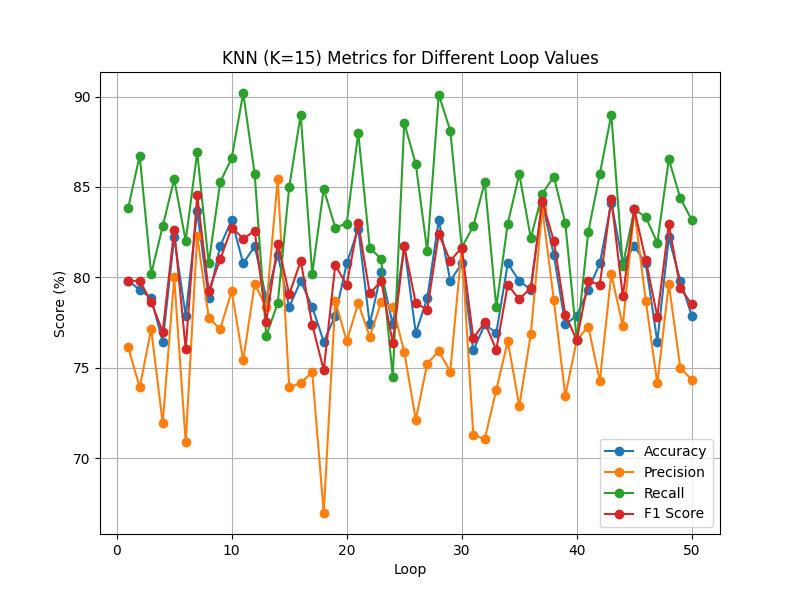 KNN (K=15) Metrics for Different Loop Values
Score (%)
90
85
80
75
70
0 10 20 30 40 50
Loop
Accuracy
Precision
Recall
F1 Score